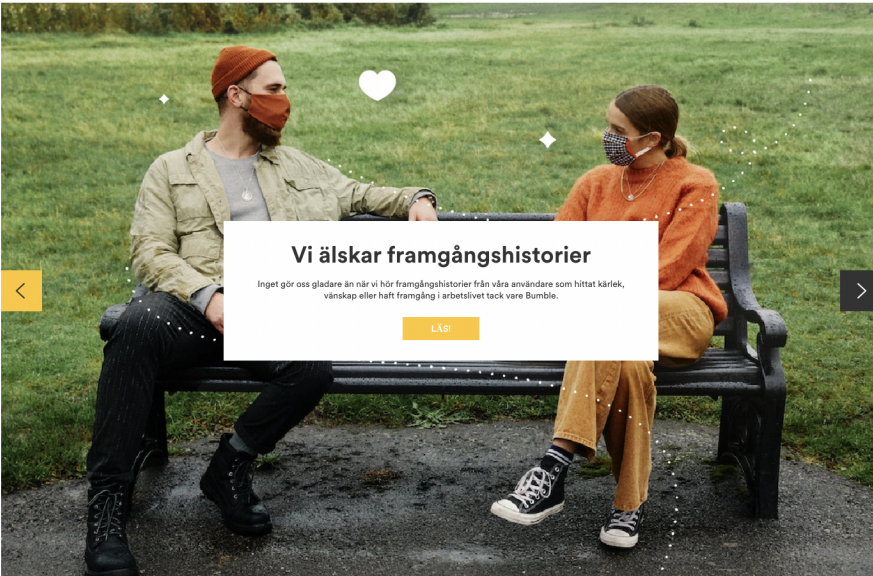 Vi älskar framgångshistorier
Inget gör oss gladare än när vi hör framgångshistorier från våra användare som hittat kärlek,
vänskap eller haft framgång i arbetslivet tack vare Bumble.
LÄS!